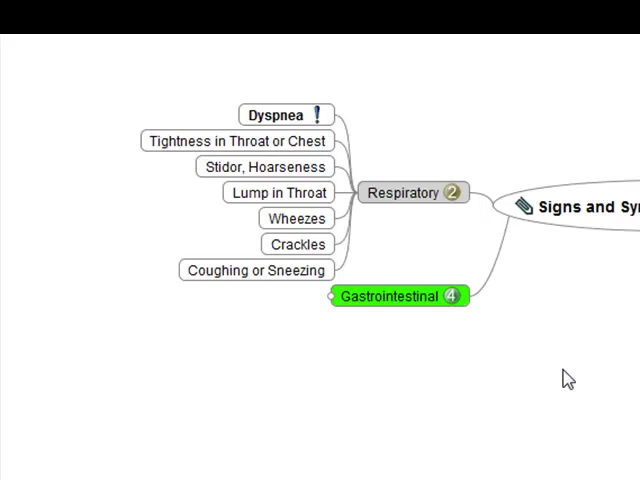 Dyspnea
Tightness in Throat or Chest
Stidor, Hoarseness
Lump in Throat
Wheezes
Crackles
Coughing or Sneezing
Respiratory 2
Gastrointestinal 4
Signs and Sy